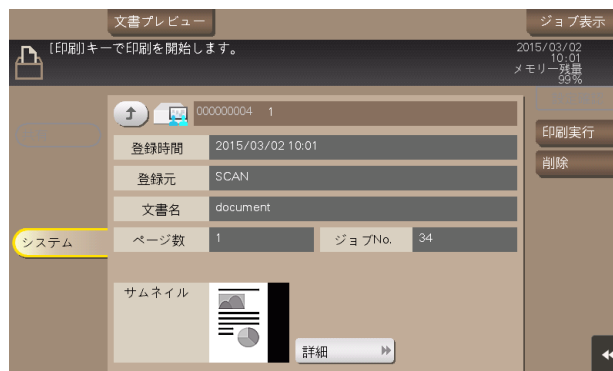 文書プレビュー
ジョブ表示
[印刷]キーで印刷を開始します。
2015/03/02
10:01
メモリー残量
99%
000000004 1
登録時間 2015/03/02 10:01
印刷実行
登録元 SCAN
削除
文書名 document
システム
ページ数 1 ジョブNo. 34
サムネイル
詳細